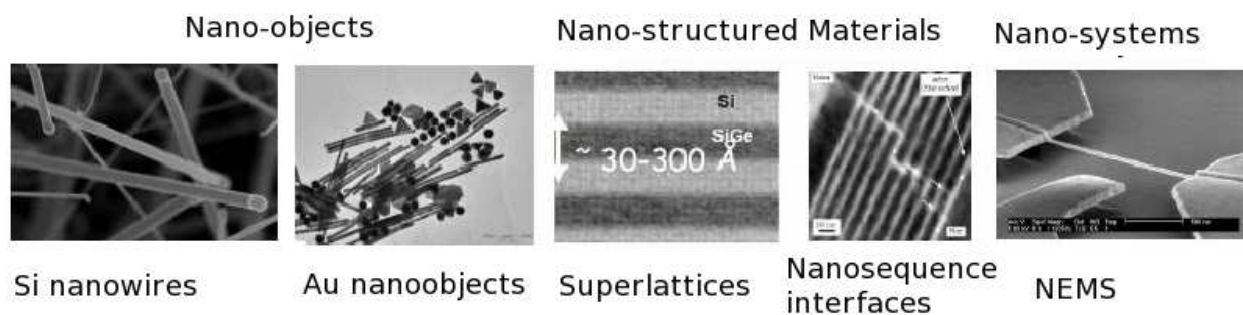 Nano-objects
Nano-structured Materials
Nano-systems
Si
SiGe
~ 30-300 Å
Si nanowires
Au nanoobjects
Superlattices
Nanosequence
interfaces
NEMS